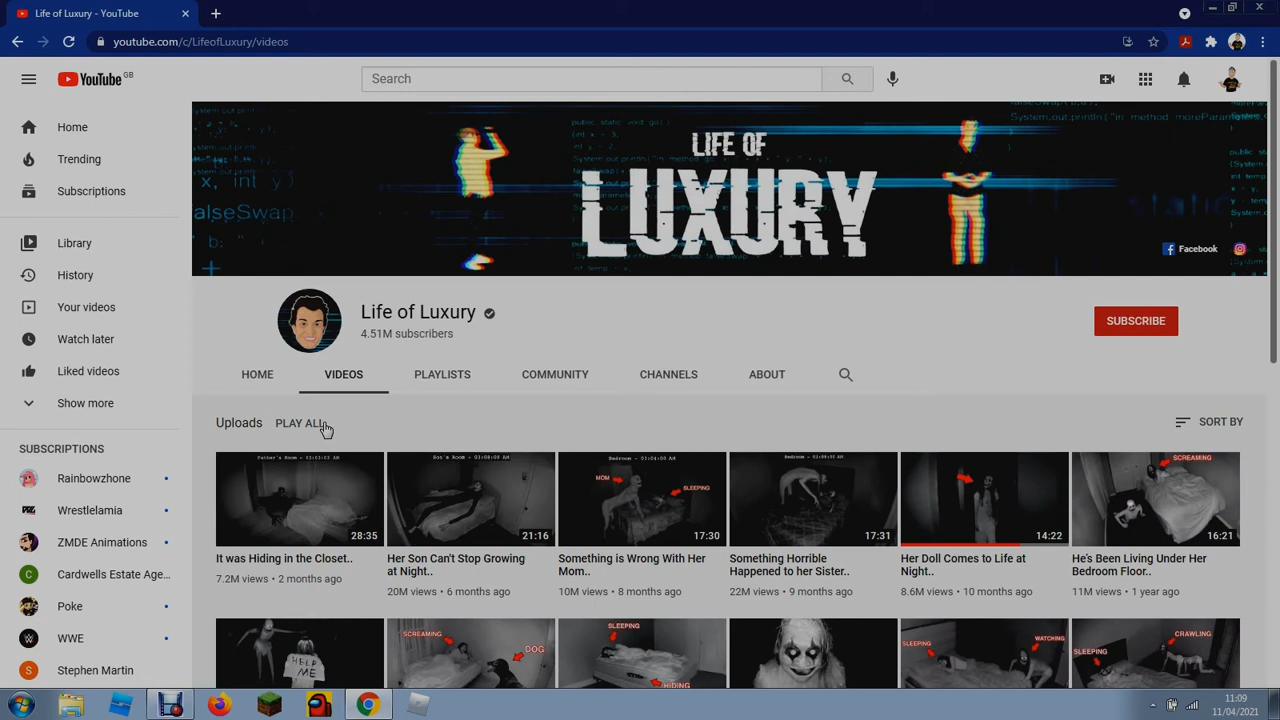 Life of Luxury - YouTube
youtube.com/c/LifeofLuxury/videos
YouTube GB
Search
Home
Trending
Subscriptions
Library
History
Your videos
Watch later
Liked videos
Show more
SUBSCRIPTIONS
Rainbowzhone
Wrestlelamia
ZMDE Animations
Cardwells Estate Age...
Poke
WWE
Stephen Martin
LIFE OF
LUXURY
Facebook
Life of Luxury
4.51M subscribers
SUBSCRIBE
HOME
VIDEOS
PLAYLISTS
COMMUNITY
CHANNELS
ABOUT
Uploads PLAY ALL
SORT BY
28:35
It was Hiding in the Closet..
7.2M views • 2 months ago
21:16
Her Son Can't Stop Growing
at Night..
20M views • 6 months ago
MOM
SLEEPING
17:30
Something is Wrong With Her
Mom..
10M views • 8 months ago
17:31
Something Horrible
Happened to her Sister..
22M views • 9 months ago
14:22
Her Doll Comes to Life at
Night..
8.6M views • 10 months ago
SCREAMING
16:21
He's Been Living Under Her
Bedroom Floor..
11M views • 1 year ago
HELP
ME
SCREAMING
DOG
SLEEPING
HIDING
SLEEPING
WATCHING
CRAWLING
SLEEPING
11:09
11/04/2021